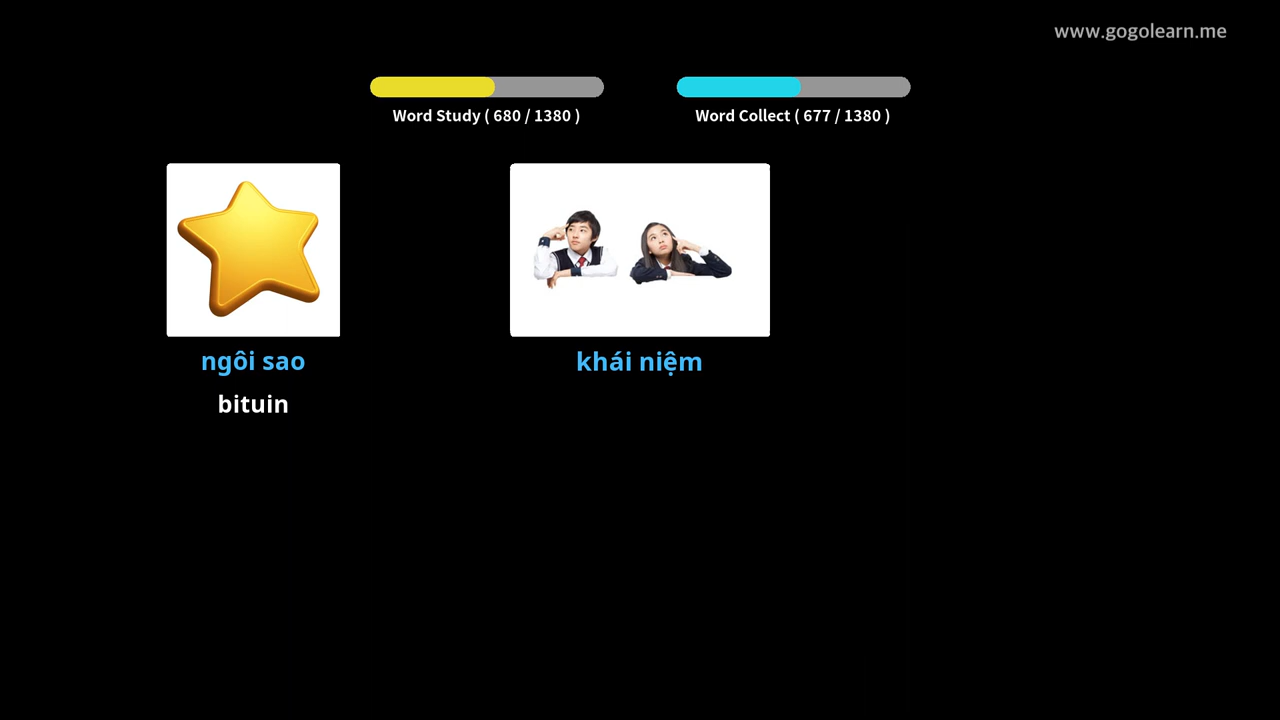 www.gogolearn.me
Word Study ( 680 / 1380 )
Word Collect ( 677 / 1380 )
ngôi sao
bituin
khái niệm